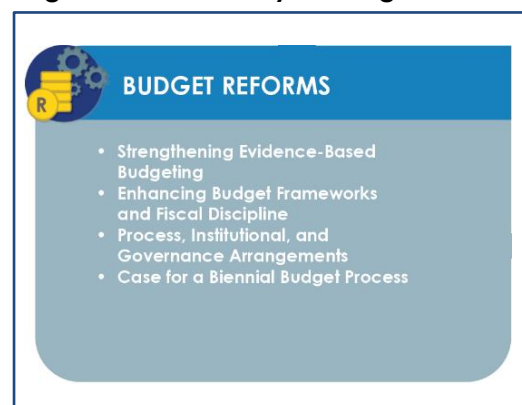 R
BUDGET REFORMS
• Strengthening Evidence-Based
Budgeting
• Enhancing Budget Frameworks
and Fiscal Discipline
• Process, Institutional, and
Governance Arrangements
• Case for a Biennial Budget Process